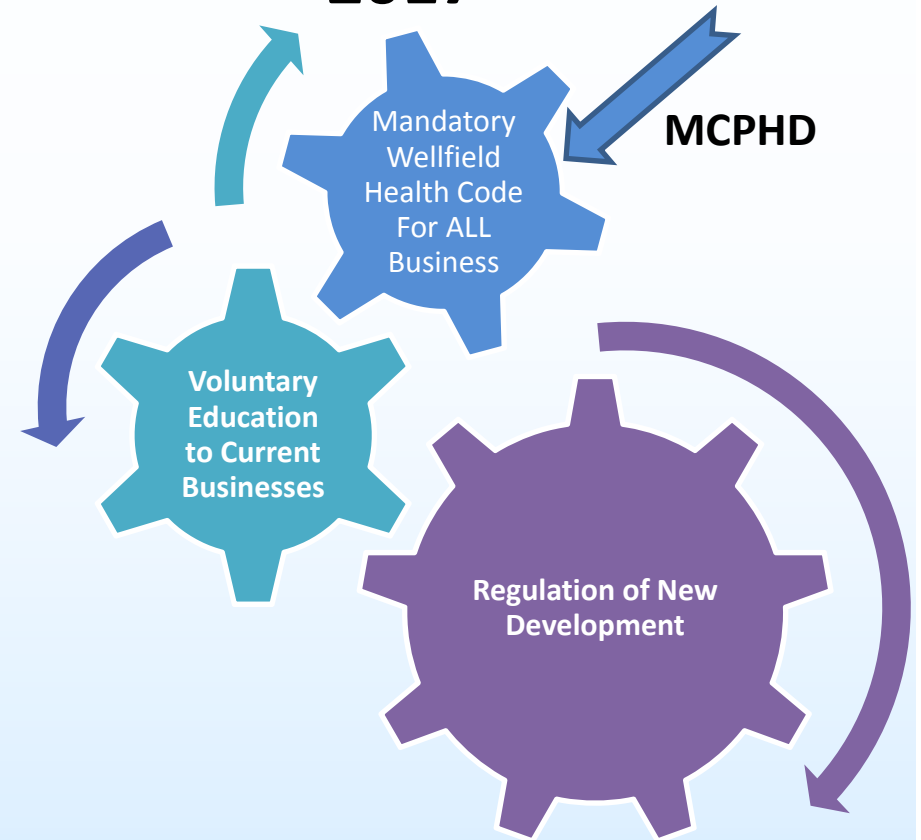 MCPHD
Mandatory
Wellfield
Health Code
For ALL
Business
Voluntary
Education
to Current
Businesses
Regulation of New
Development